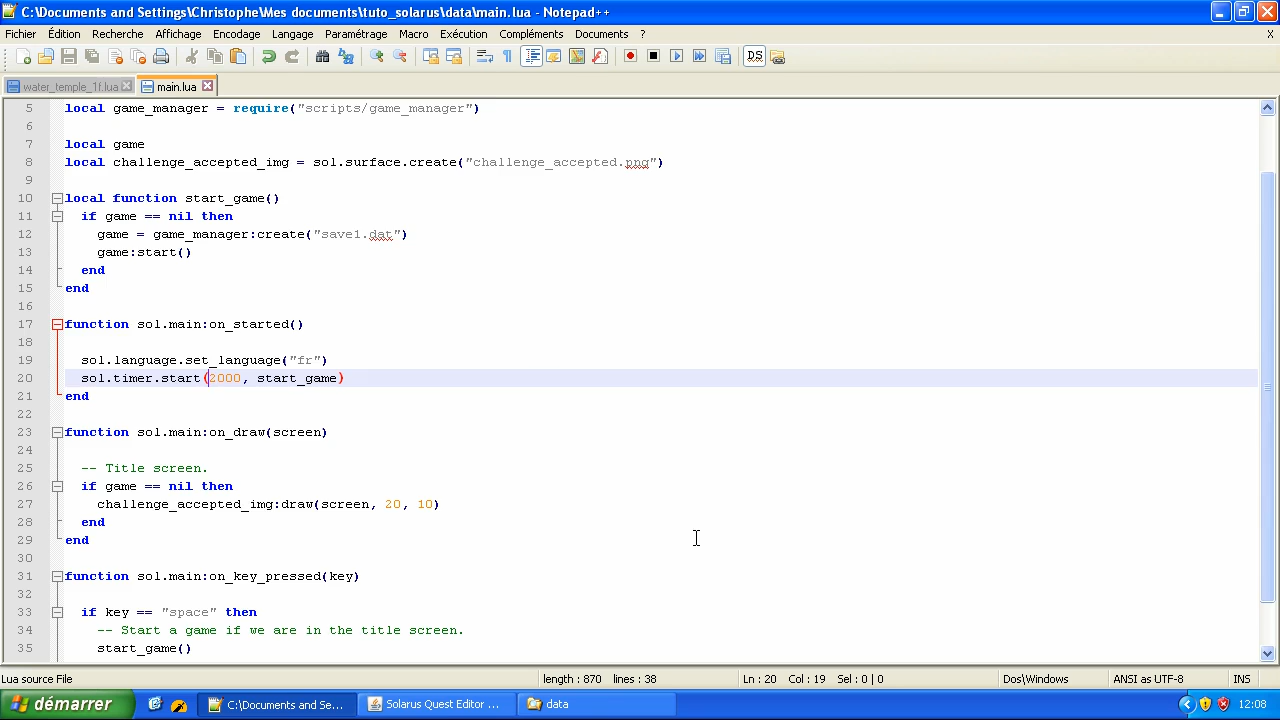 C:\Documents and Settings\Christophe\Mes documents\tuto_solarus\data\main.lua - Notepad++
Fichier Édition Recherche Affichage Encodage Langage Paramétrage Macro Exécution Compléments Documents ? X
DS
water_temple_1f.lua main.lua
5 local game_manager = require("scripts/game_manager")
6
7 local game
8 local challenge_accepted_img = sol.surface.create("challenge_accepted.png")
9
10 local function start_game()
11 if game == nil then
12 game = game_manager:create("save1.dat")
13 game:start()
14 end
15 end
16
17 function sol.main:on_started()
18
19 sol.language.set_language("fr")
20 sol.timer.start(2000, start_game)
21 end
22
23 function sol.main:on_draw(screen)
24
25 -- Title screen.
26 if game == nil then
27 challenge_accepted_img:draw(screen, 20, 10)
28 end
29 end
30
31 function sol.main:on_key_pressed(key)
32
33 if key == "space" then
34 -- Start a game if we are in the title screen.
35 start_game()
Lua source File length : 870 lines : 38 Ln : 20 Col : 19 Sel : 0 | 0 Dos\Windows ANSI as UTF-8 INS
démarrer C:\Documents and Se... Solarus Quest Editor ... data 12:08